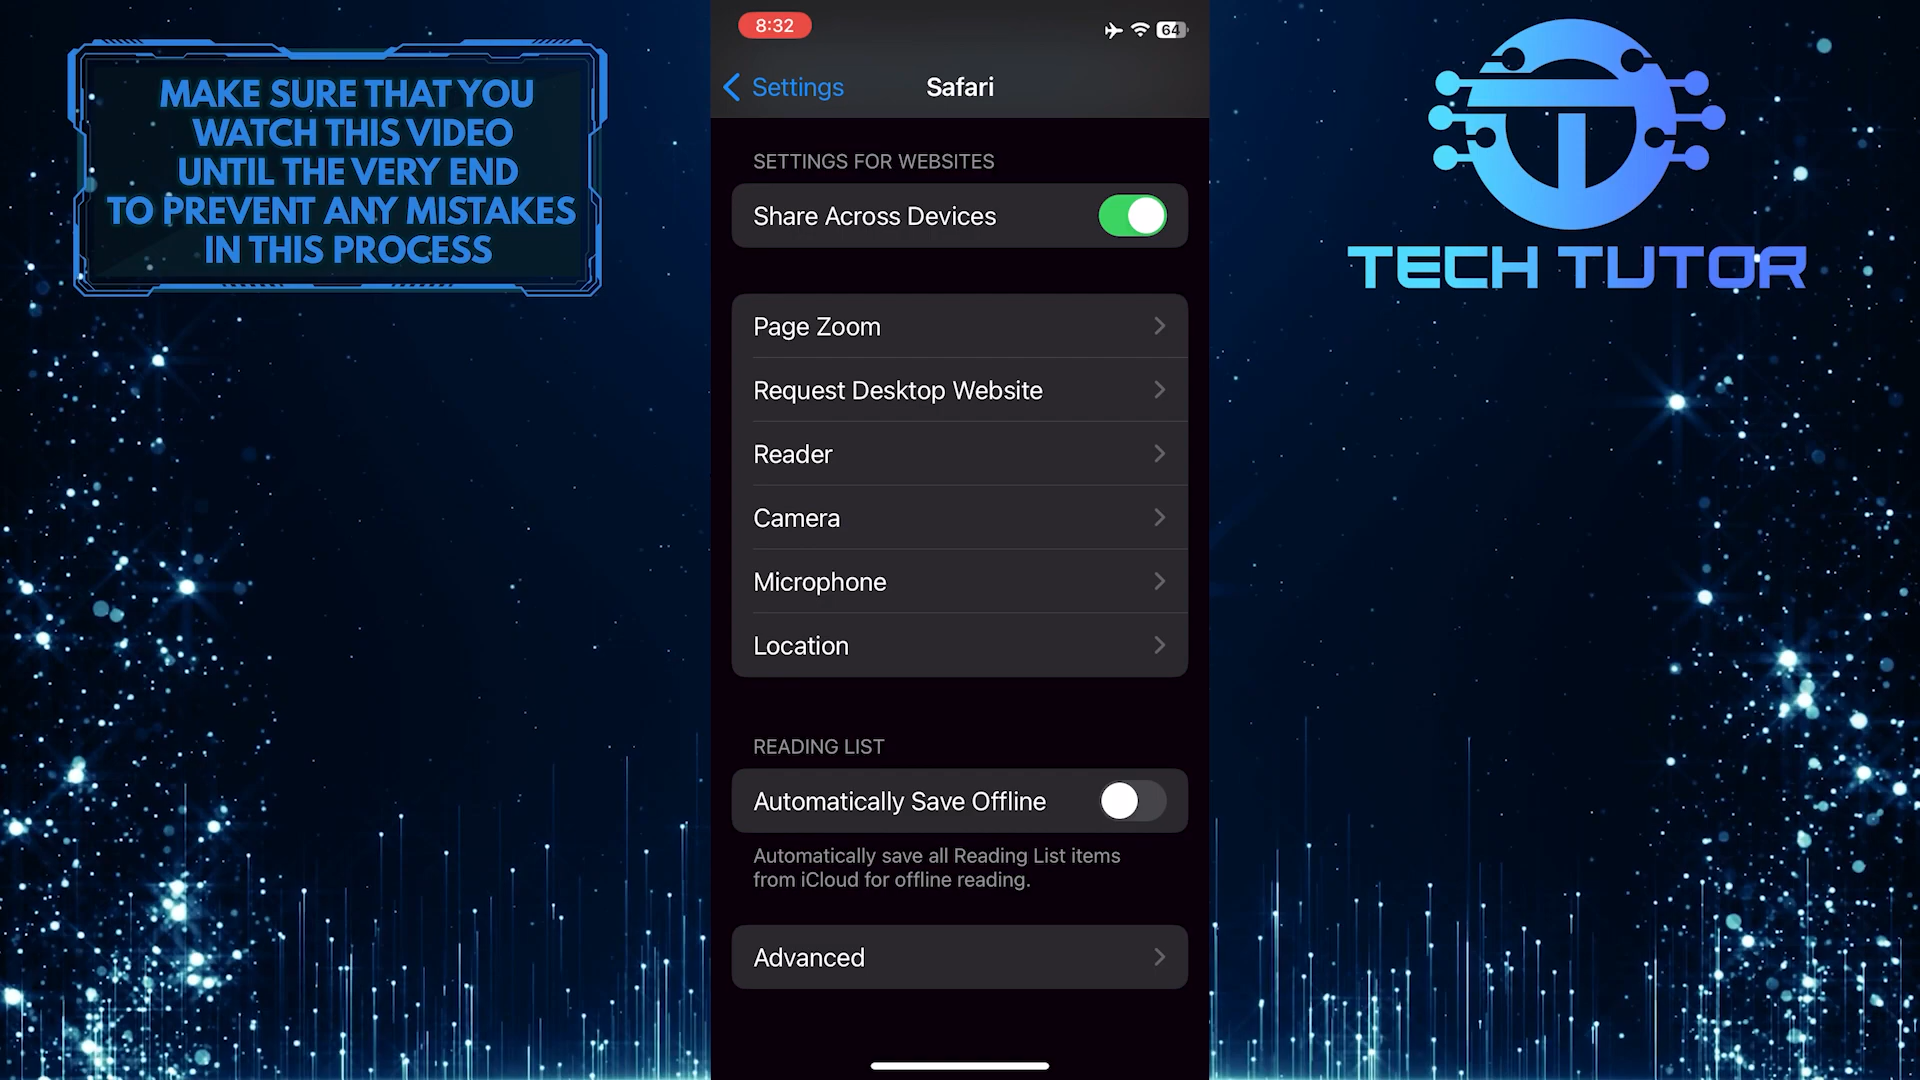 MAKE SURE THAT YOU
WATCH THIS VIDEO
UNTIL THE VERY END
TO PREVENT ANY MISTAKES
IN THIS PROCESS
8:32
64
Settings
Safari
SETTINGS FOR WEBSITES
Share Across Devices
Page Zoom
Request Desktop Website
Reader
Camera
Microphone
Location
READING LIST
Automatically Save Offline
Automatically save all Reading List items
from iCloud for offline reading.
Advanced
TECH TUTOR